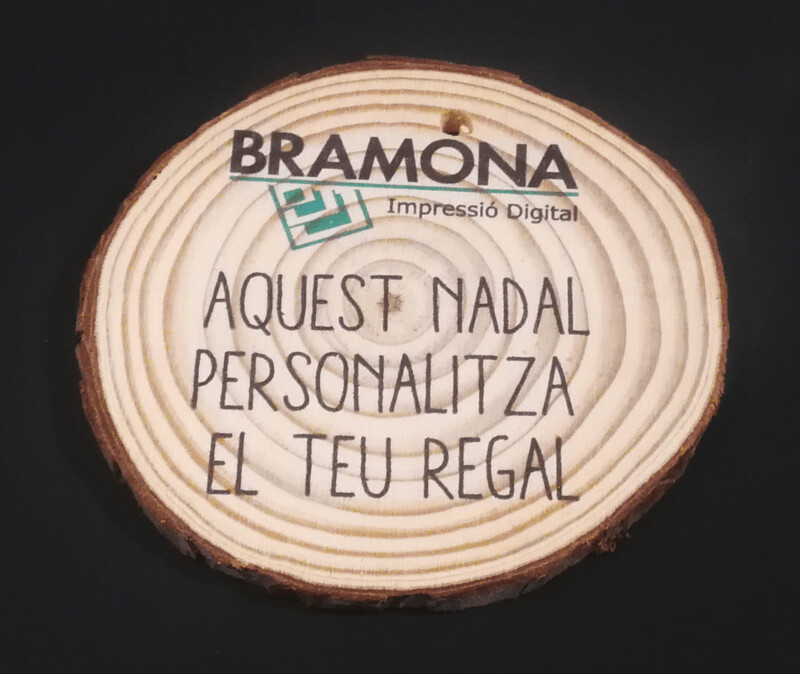 BRAMONA
Impressió Digital
AQUEST NADAL
PERSONALITZA
EL TEU REGAL